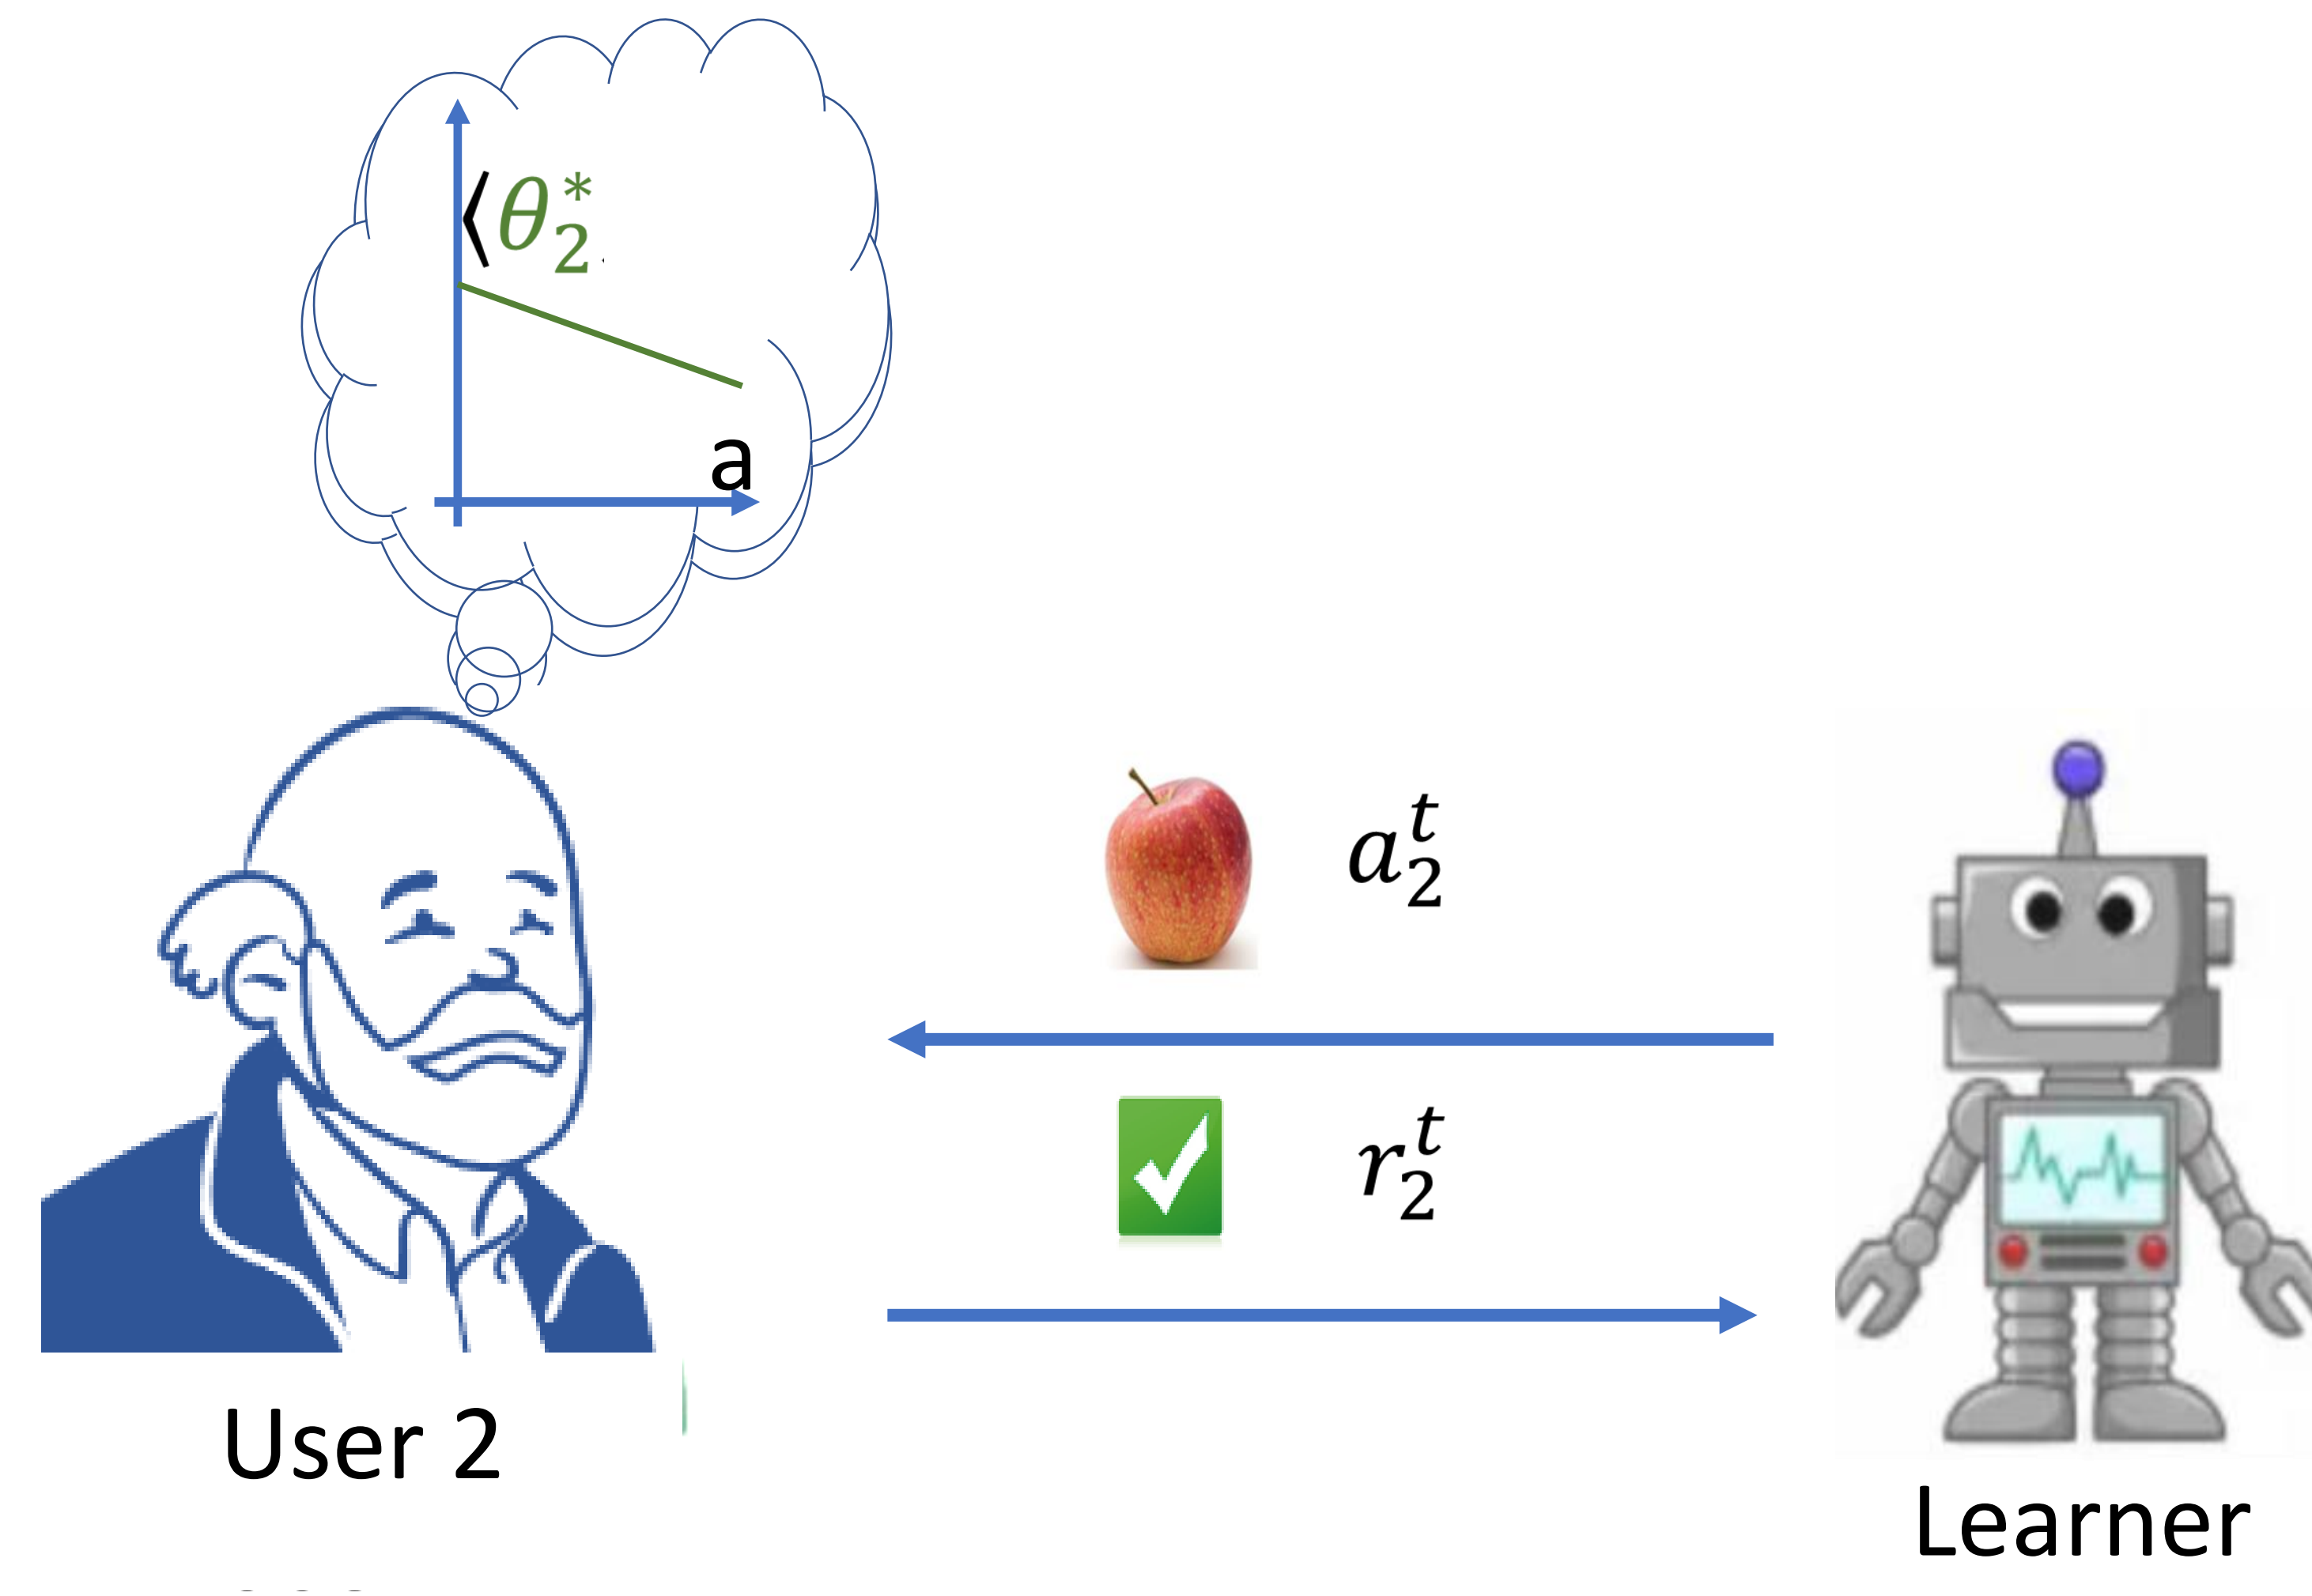 ⟨θ₂*
a
a₂ᵗ
r₂ᵗ
User 2
Learner